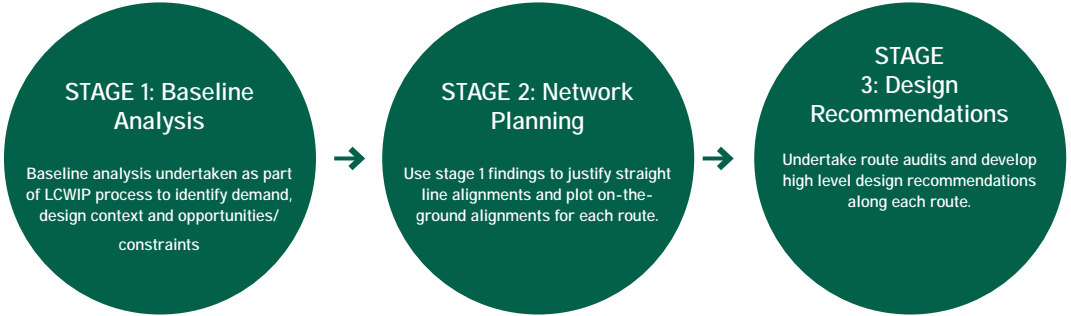 STAGE 1: Baseline
Analysis
Baseline analysis undertaken as part
of LCWIP process to identify demand,
design context and opportunities/
constraints
STAGE 2: Network
Planning
Use stage 1 findings to justify straight
line alignments and plot on-the-
ground alignments for each route.
STAGE
3: Design
Recommendations
Undertake route audits and develop
high level design recommendations
along each route.